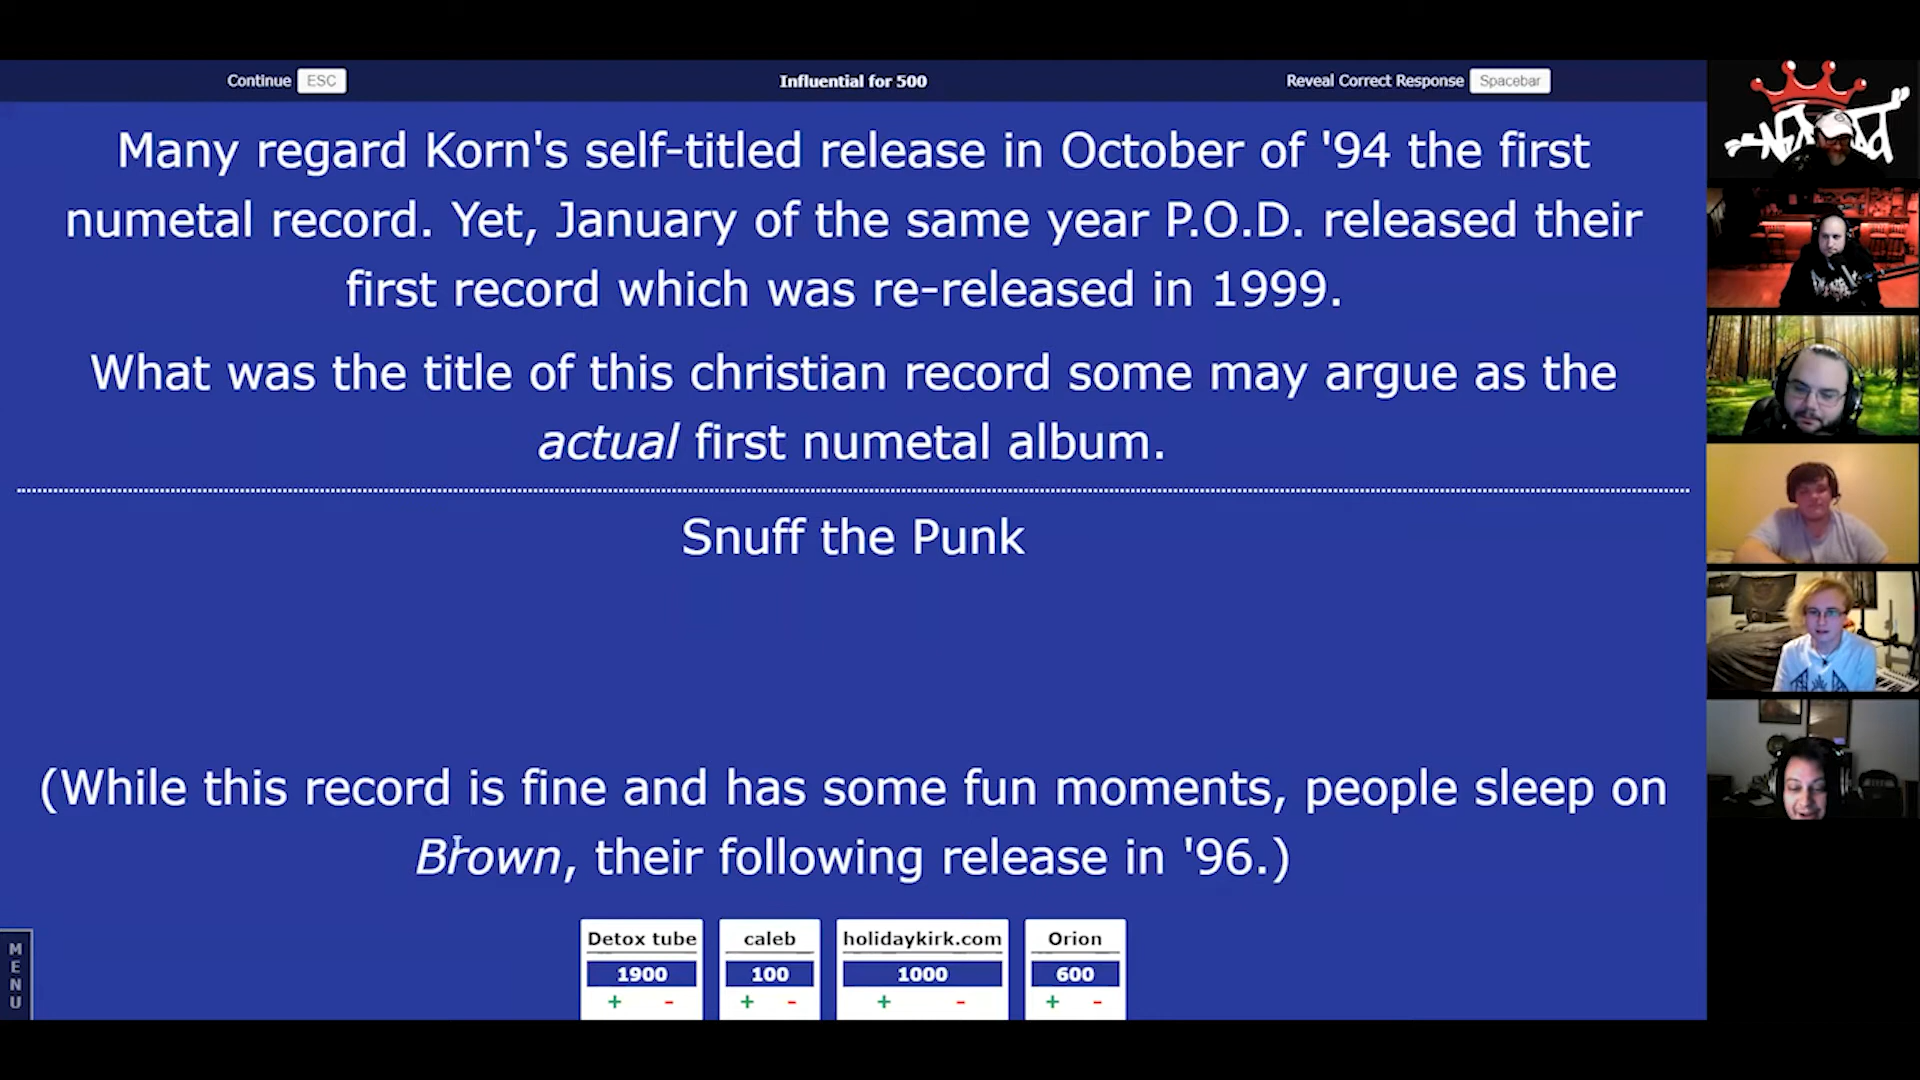 Continue ESC
Influential for 500
Reveal Correct Response Spacebar
Many regard Korn's self-titled release in October of '94 the first
numetal record. Yet, January of the same year P.O.D. released their
first record which was re-released in 1999.
What was the title of this christian record some may argue as the
actual first numetal album.
Snuff the Punk
(While this record is fine and has some fun moments, people sleep on
Brown, their following release in '96.)
MENU
Detox tube
1900
+ -
caleb
100
+ -
holidaykirk.com
1000
+ -
Orion
600
+ -